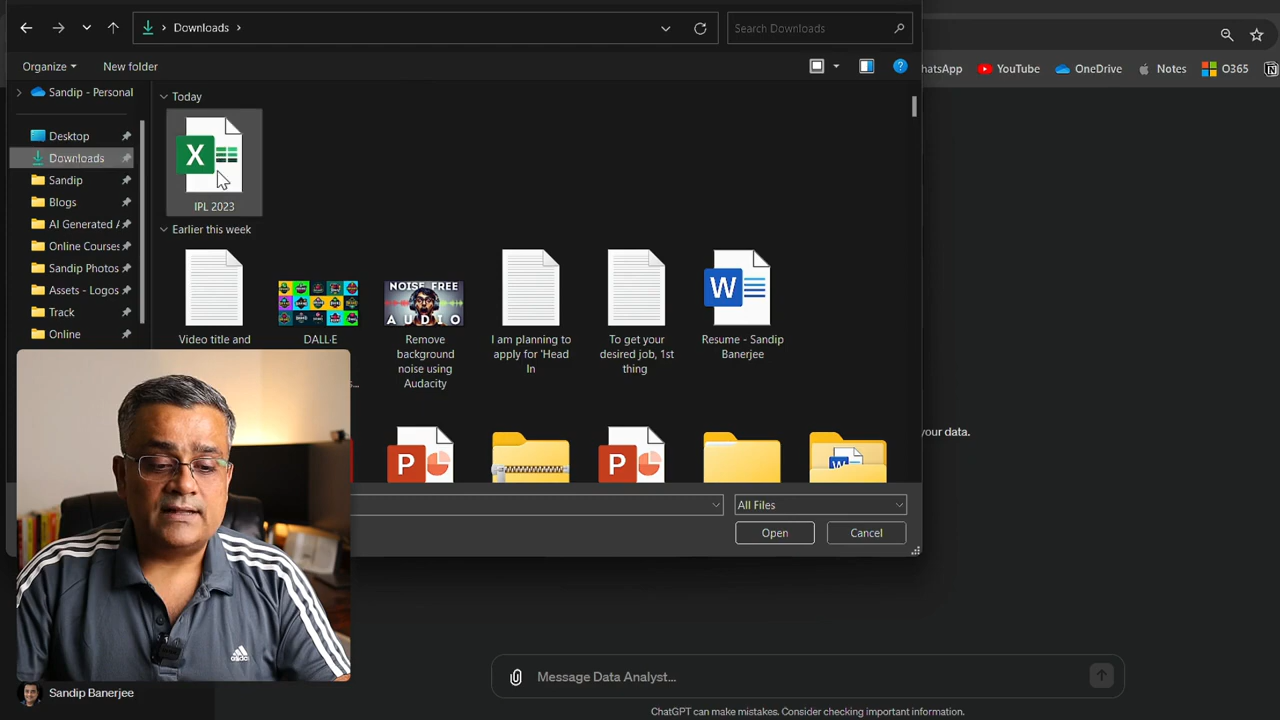 Downloads
Search Downloads
Organize
New folder
?
hatsApp
YouTube
OneDrive
Notes
O365
Sandip - Personal
Desktop
Downloads
Sandip
Blogs
AI Generated
Online Courses
Sandip Photos
Assets - Logos
Track
Online
Today
X
IPL 2023
Earlier this week
NOISE FREE
AUDIO
W
Video title and
DALL·E
Remove
background
noise using
Audacity
I am planning to
apply for 'Head
In
To get your
desired job, 1st
thing
Resume - Sandip
Banerjee
...
P
P
W
your data.
All Files
Open
Cancel
adidas
Message Data Analyst...
Sandip Banerjee
ChatGPT can make mistakes. Consider checking important information.